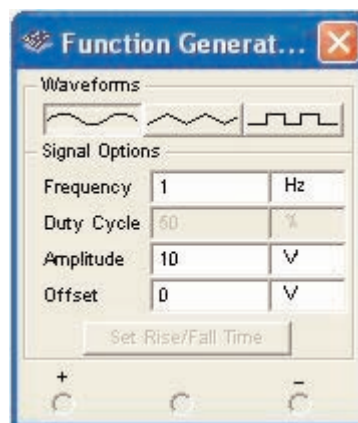 Function Generat...
Waveforms
Signal Options
Frequency 1 Hz
Duty Cycle 50 %
Amplitude 10 V
Offset 0 V
Set Rise/Fall Time
+ −